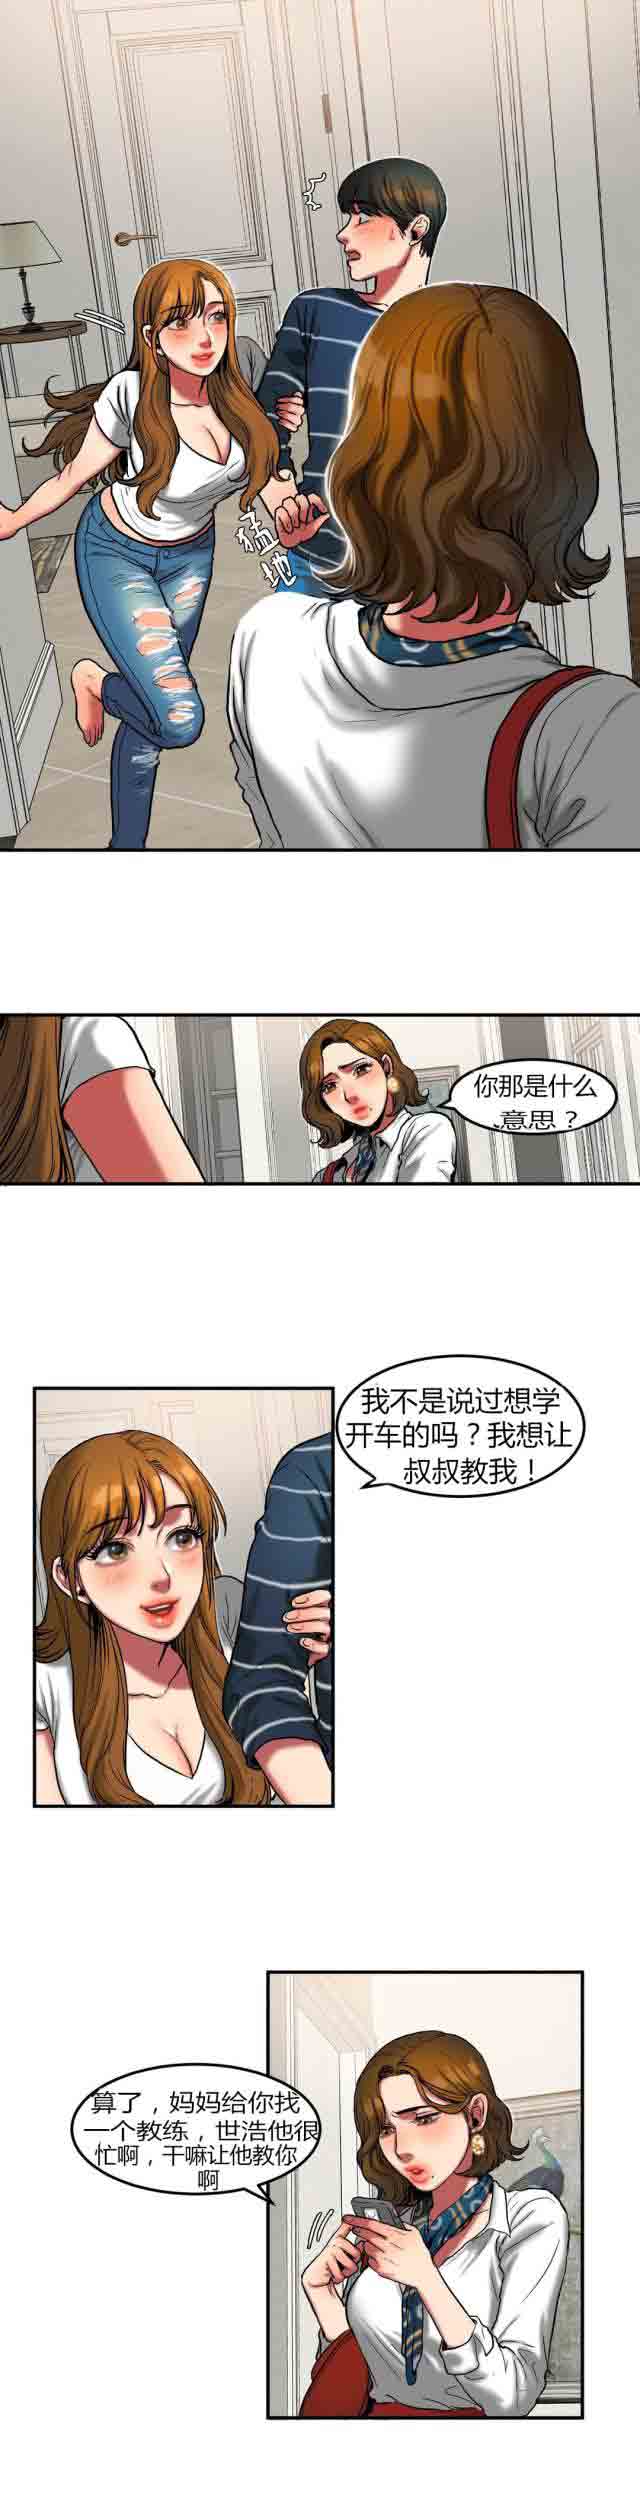 猛
地
你那是什么
意思？
我不是说过想学
开车的吗？我想让
叔叔教我！
算了，妈妈给你找
一个教练，世浩他很
忙啊，干嘛让他教你
啊